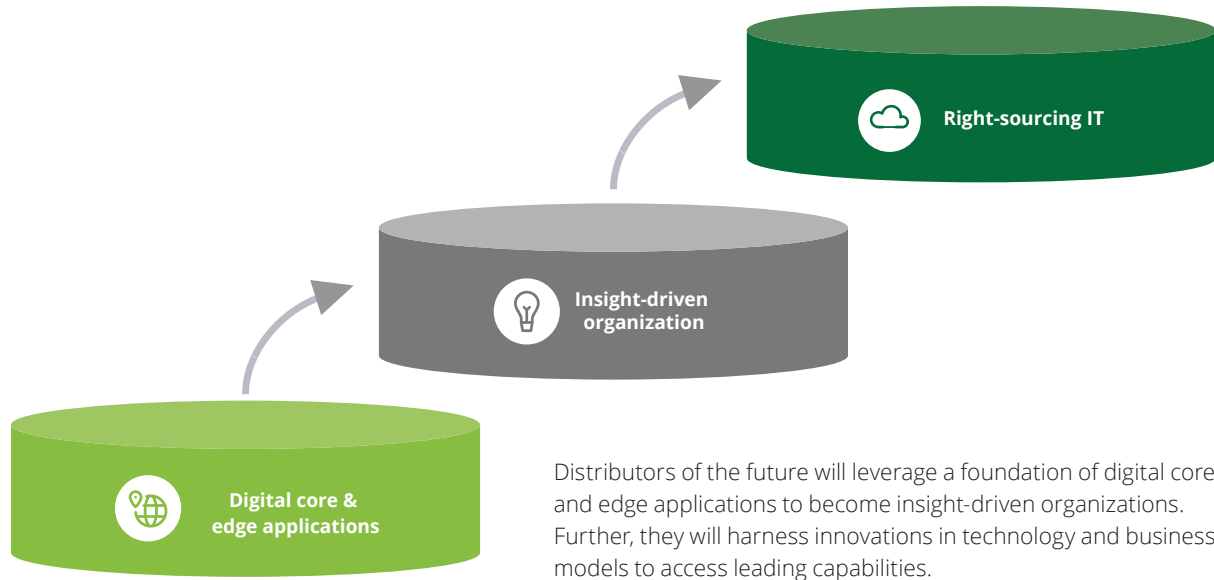 Right-sourcing IT
Insight-driven
organization
Digital core &
edge applications
Distributors of the future will leverage a foundation of digital core
and edge applications to become insight-driven organizations.
Further, they will harness innovations in technology and business
models to access leading capabilities.